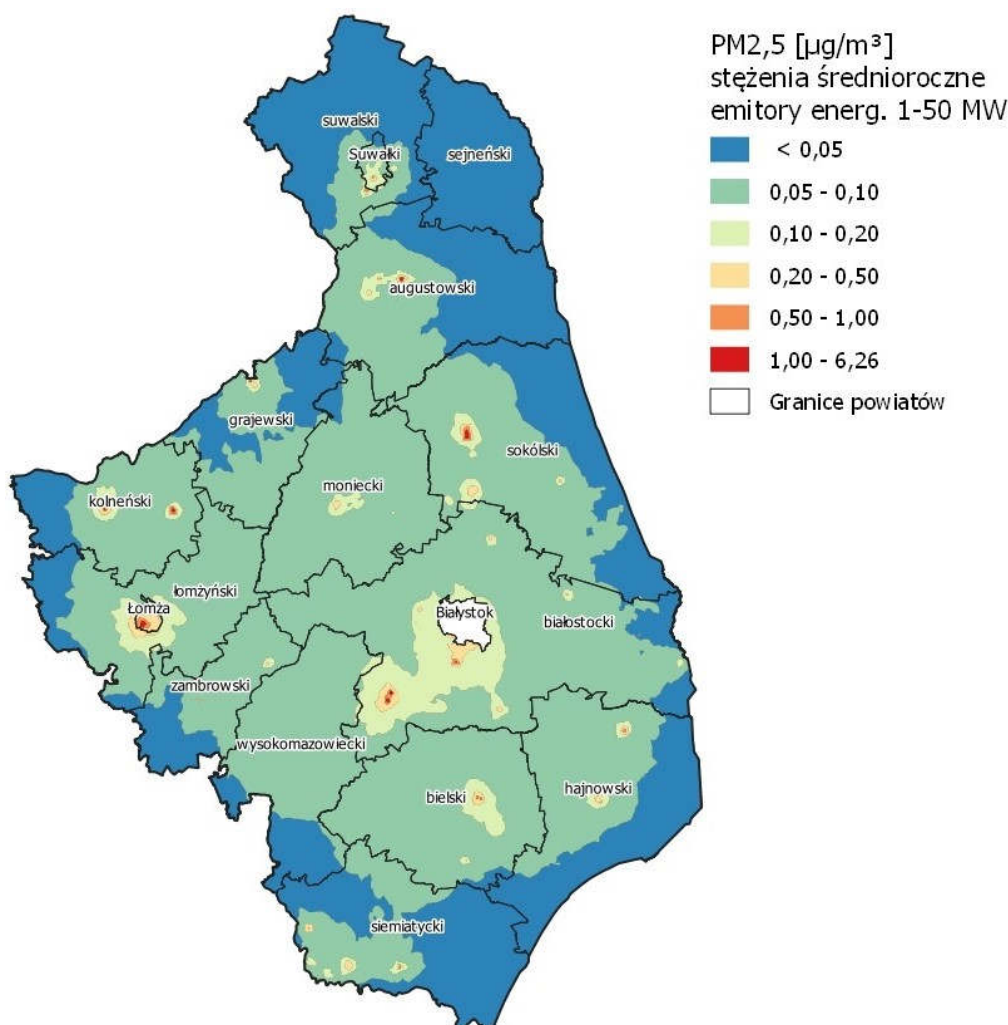 PM2,5 [µg/m³]
stężenia średnioroczne
emitory energ. 1-50 MW
< 0,05
0,05 - 0,10
0,10 - 0,20
0,20 - 0,50
0,50 - 1,00
1,00 - 6,26
Granice powiatów
suwalski
Suwałki
sejneński
augustowski
grajewski
sokólski
moniecki
kolneński
łomżyński
Łomża
Białystok
białostocki
zambrowski
wysokomazowiecki
bielski
hajnowski
siemiatycki